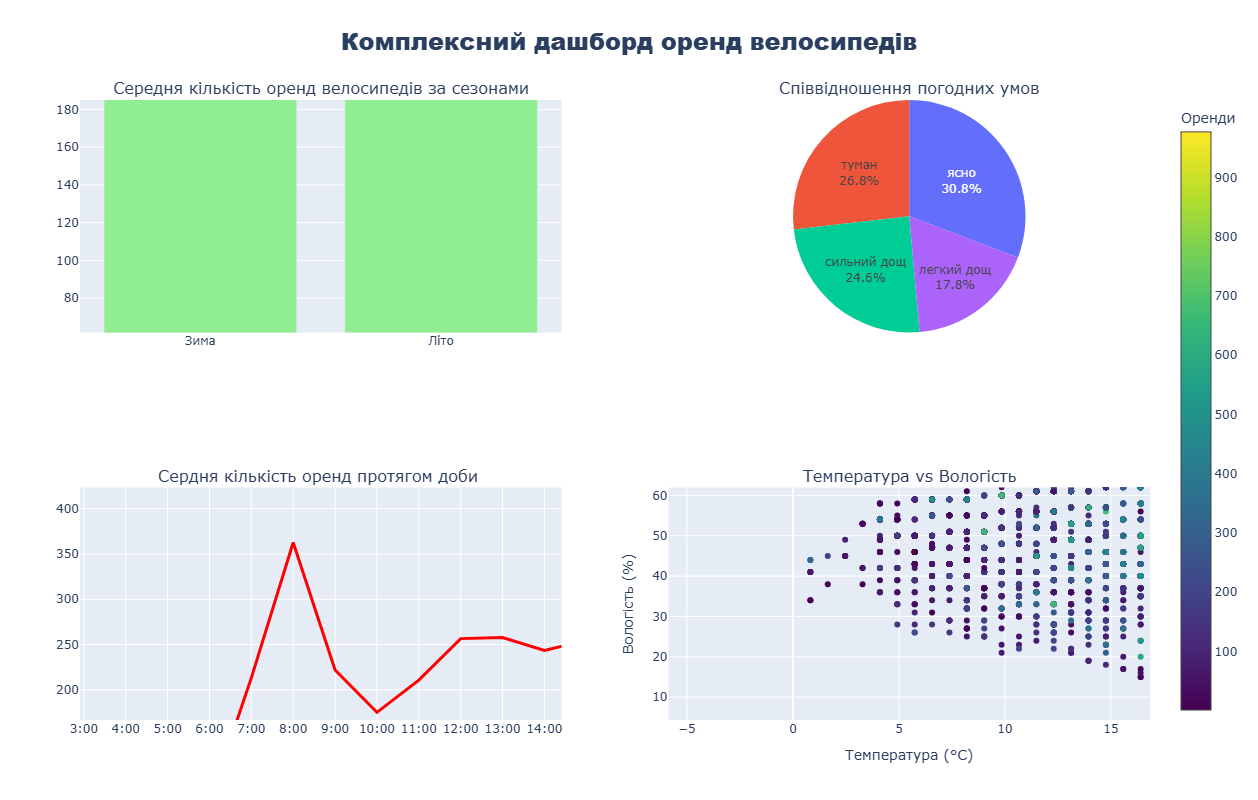 Комплексний дашборд оренд велосипедів
Середня кількість оренд велосипедів за сезонами
180
160
140
120
100
80
Зима
Літо
Співвідношення погодних умов
туман
26.8%
ясно
30.8%
сильний дощ
24.6%
легкий дощ
17.8%
Оренди
900
800
700
600
500
400
300
200
100
Сердня кількість оренд протягом доби
400
350
300
250
200
3:00 4:00 5:00 6:00 7:00 8:00 9:00 10:00 11:00 12:00 13:00 14:00
Температура vs Вологість
60
50
40
30
20
10
Вологість (%)
−5 0 5 10 15
Температура (°C)